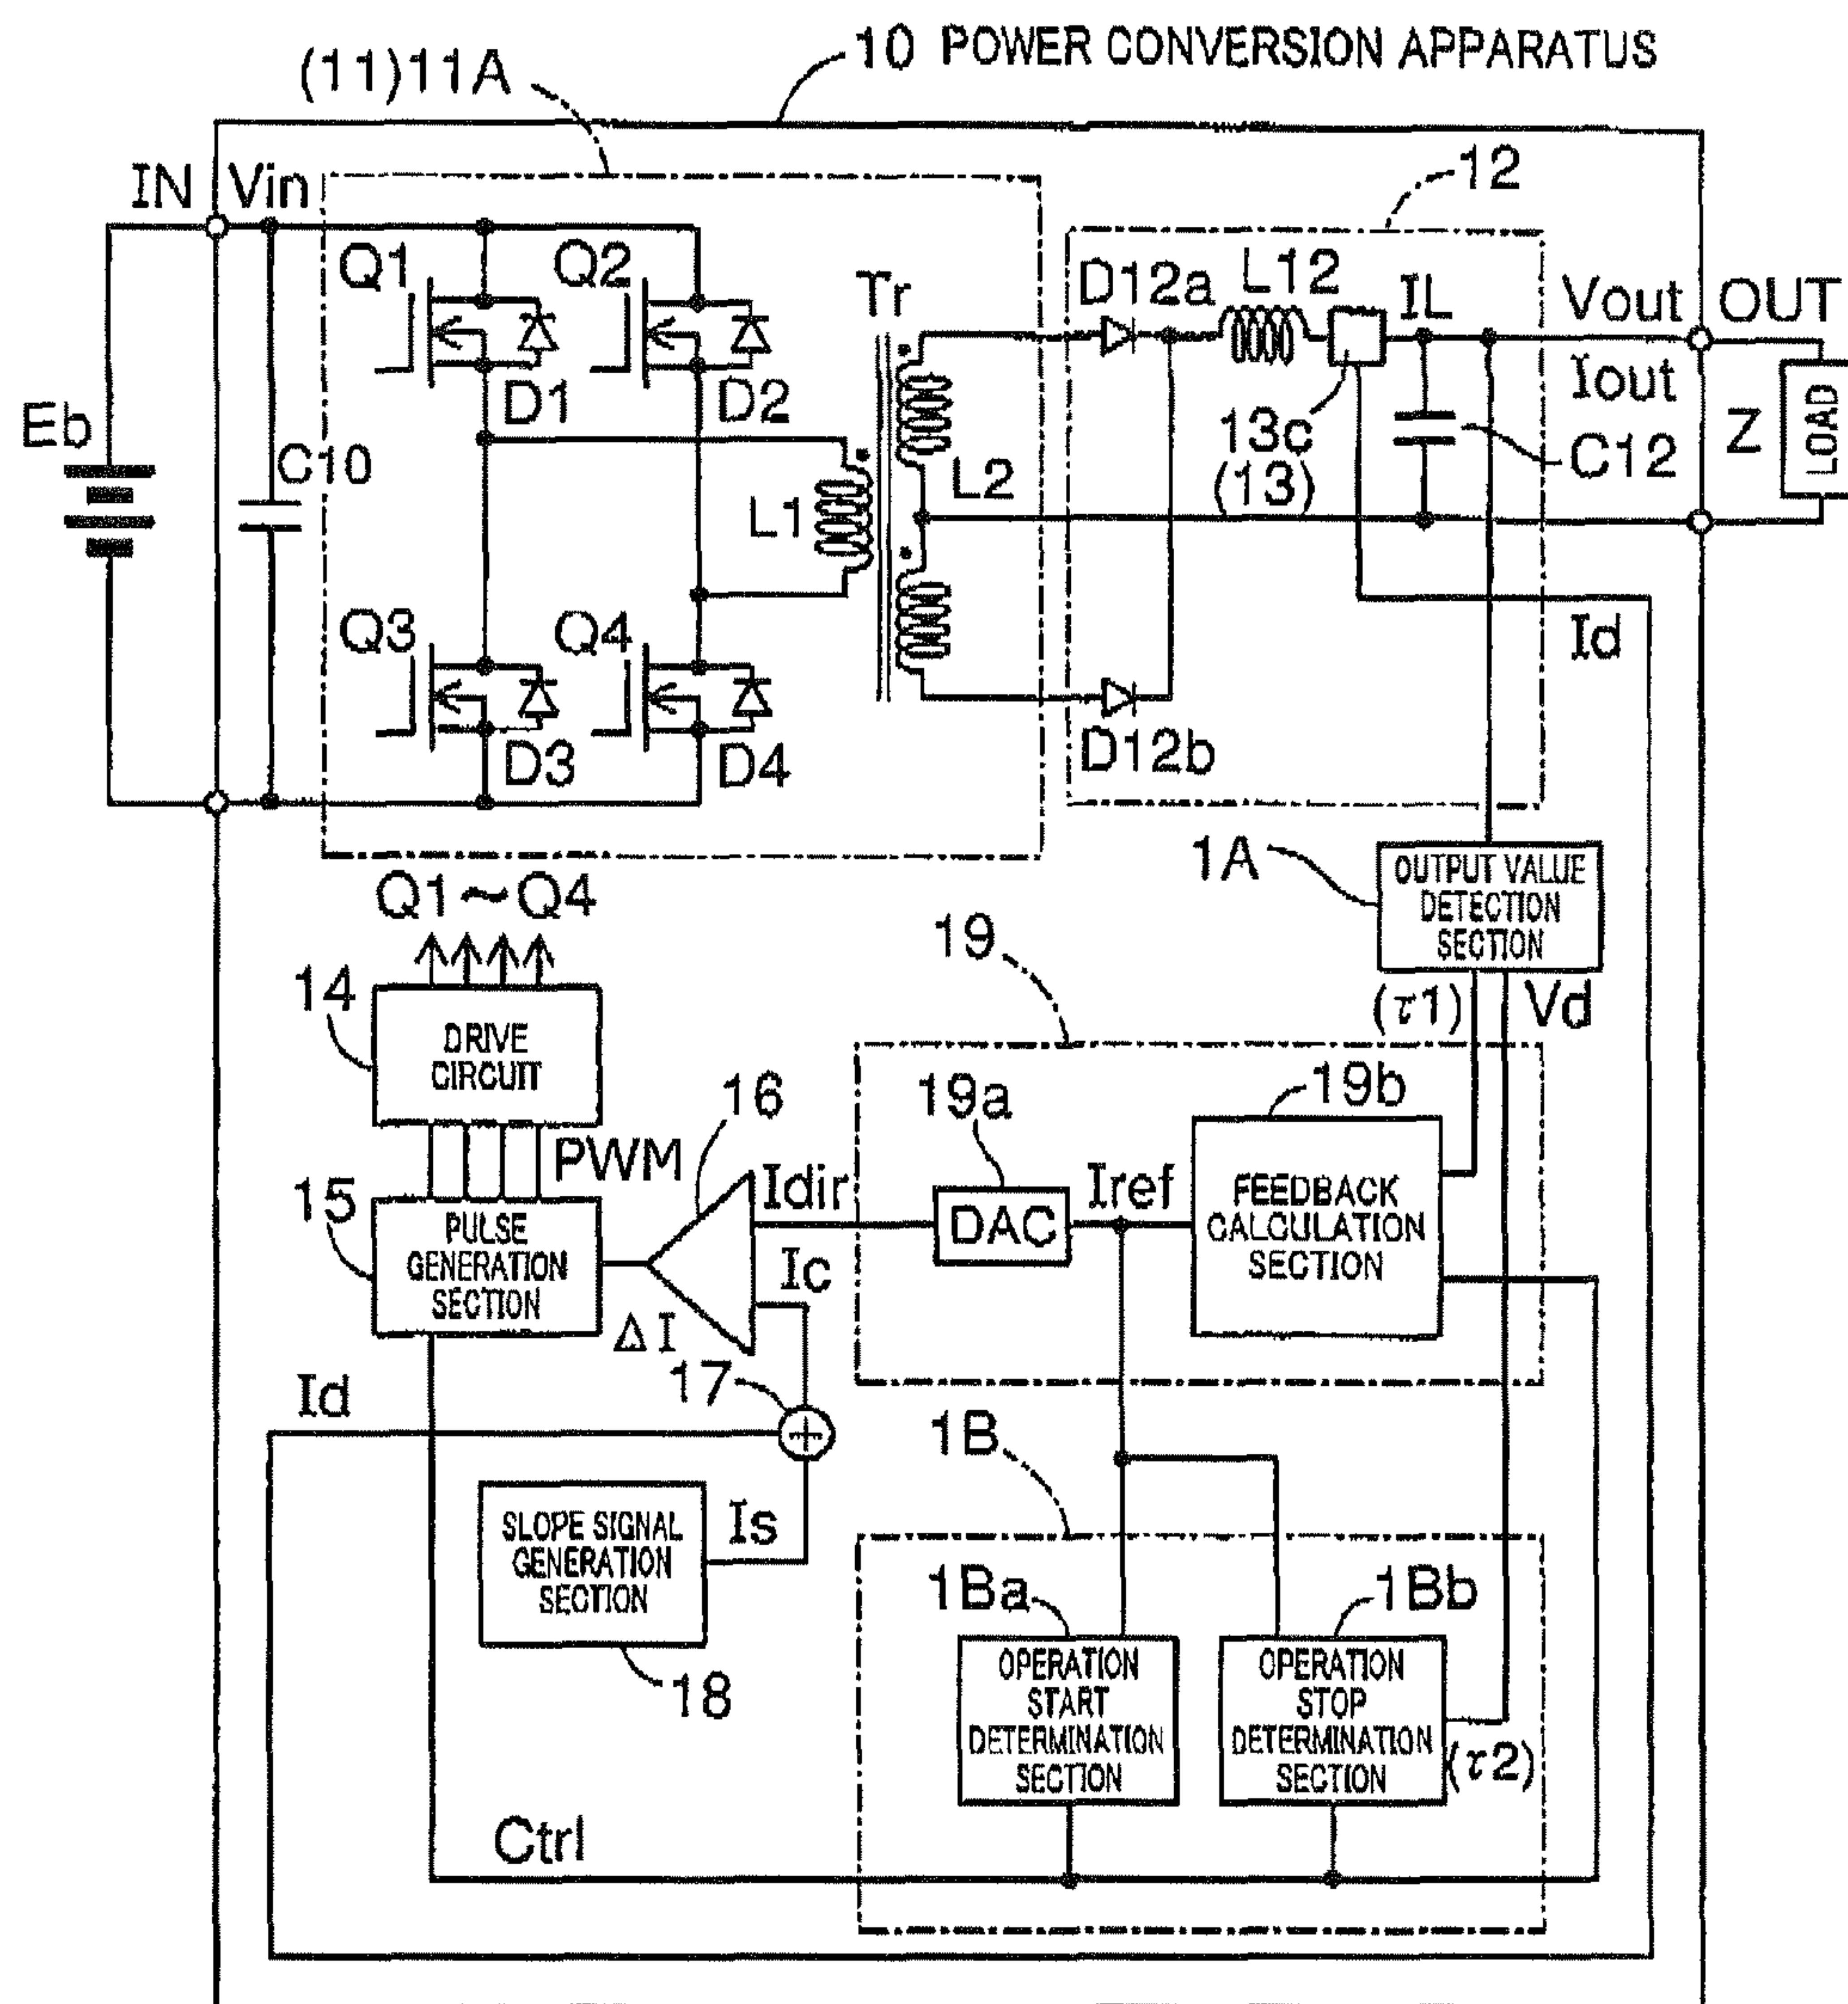 10 POWER CONVERSION APPARATUS
(11)11A
12
IN
Vin
Q1
Q2
Tr
D12a
L12
IL
Vout
OUT
Iout
D1
D2
13c
(13)
C12
Z
LOAD
Eb
C10
L1
L2
Q3
Q4
Id
D3
D4
D12b
1A
OUTPUT VALUE
DETECTION
SECTION
Q1~Q4
19
(τ1)
Vd
14
DRIVE
CIRCUIT
16
19a
19b
PWM
Idir
DAC
Iref
FEEDBACK
CALCULATION
SECTION
15
PULSE
GENERATION
SECTION
Ic
ΔI
17
Id
+
1B
SLOPE SIGNAL
GENERATION
SECTION
Is
18
1Ba
1Bb
OPERATION
START
DETERMINATION
SECTION
OPERATION
STOP
DETERMINATION
SECTION
(τ2)
Ctrl